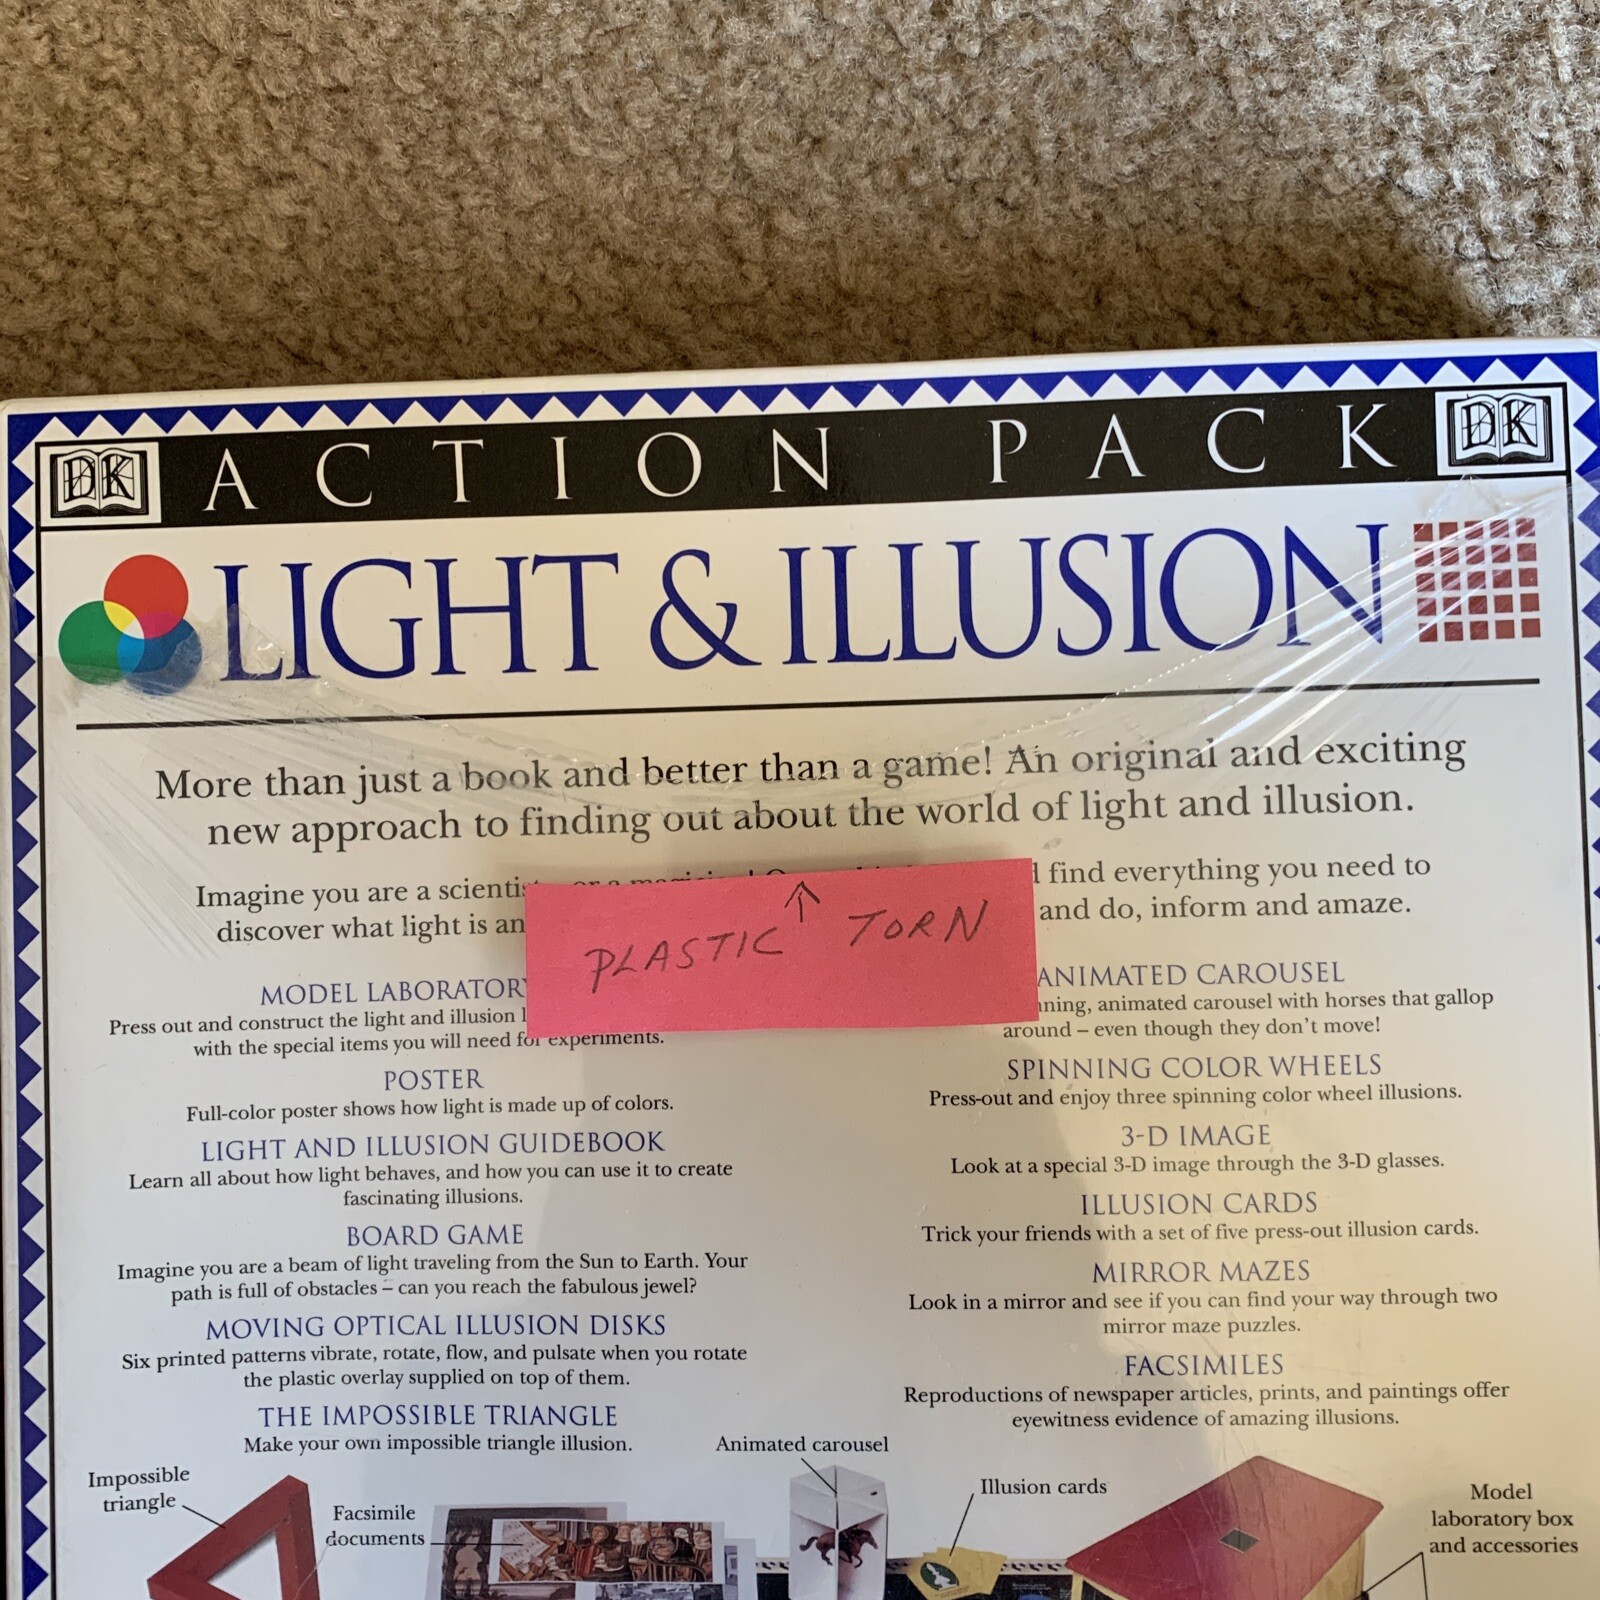 DK ACTION PACK DK
LIGHT & ILLUSION
More than just a book and better than a game! An original and exciting
new approach to finding out about the world of light and illusion.
Imagine you are a find everything you need to
discover what light is and do, inform and amaze.
PLASTIC ↑ TORN
MODEL LABORATORY
Press out and construct the light and illusion
with the special items you will need for experiments.
POSTER
Full-color poster shows how light is made up of colors.
LIGHT AND ILLUSION GUIDEBOOK
Learn all about how light behaves, and how you can use it to create
fascinating illusions.
BOARD GAME
Imagine you are a beam of light traveling from the Sun to Earth. Your
path is full of obstacles – can you reach the fabulous jewel?
MOVING OPTICAL ILLUSION DISKS
Six printed patterns vibrate, rotate, flow, and pulsate when you rotate
the plastic overlay supplied on top of them.
THE IMPOSSIBLE TRIANGLE
Make your own impossible triangle illusion.
ANIMATED CAROUSEL
animated carousel with horses that gallop
around – even though they don't move!
SPINNING COLOR WHEELS
Press-out and enjoy three spinning color wheel illusions.
3-D IMAGE
Look at a special 3-D image through the 3-D glasses.
ILLUSION CARDS
Trick your friends with a set of five press-out illusion cards.
MIRROR MAZES
Look in a mirror and see if you can find your way through two
mirror maze puzzles.
FACSIMILES
Reproductions of newspaper articles, prints, and paintings offer
eyewitness evidence of amazing illusions.
Impossible
triangle
Facsimile
documents
Animated carousel
Illusion cards
Model
laboratory box
and accessories